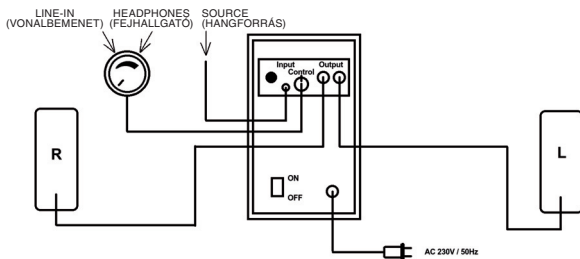 LINE-IN
(VONALBEMENET)
HEADPHONES
(FEJHALLGATÓ)
SOURCE
(HANGFORRÁS)
Input
Control
Output
R
L
ON
OFF
AC 230V / 50Hz